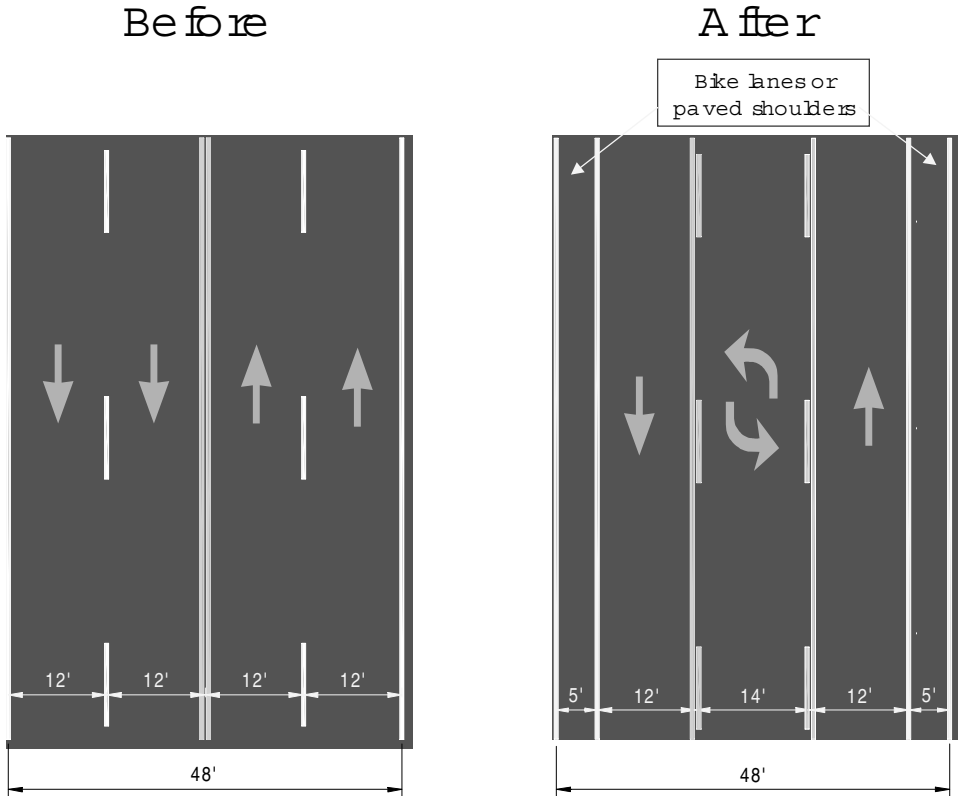 Before
After
Bike lanes or
paved shoulders
12' 12' 12' 12'
48'
5' 12' 14' 12' 5'
48'